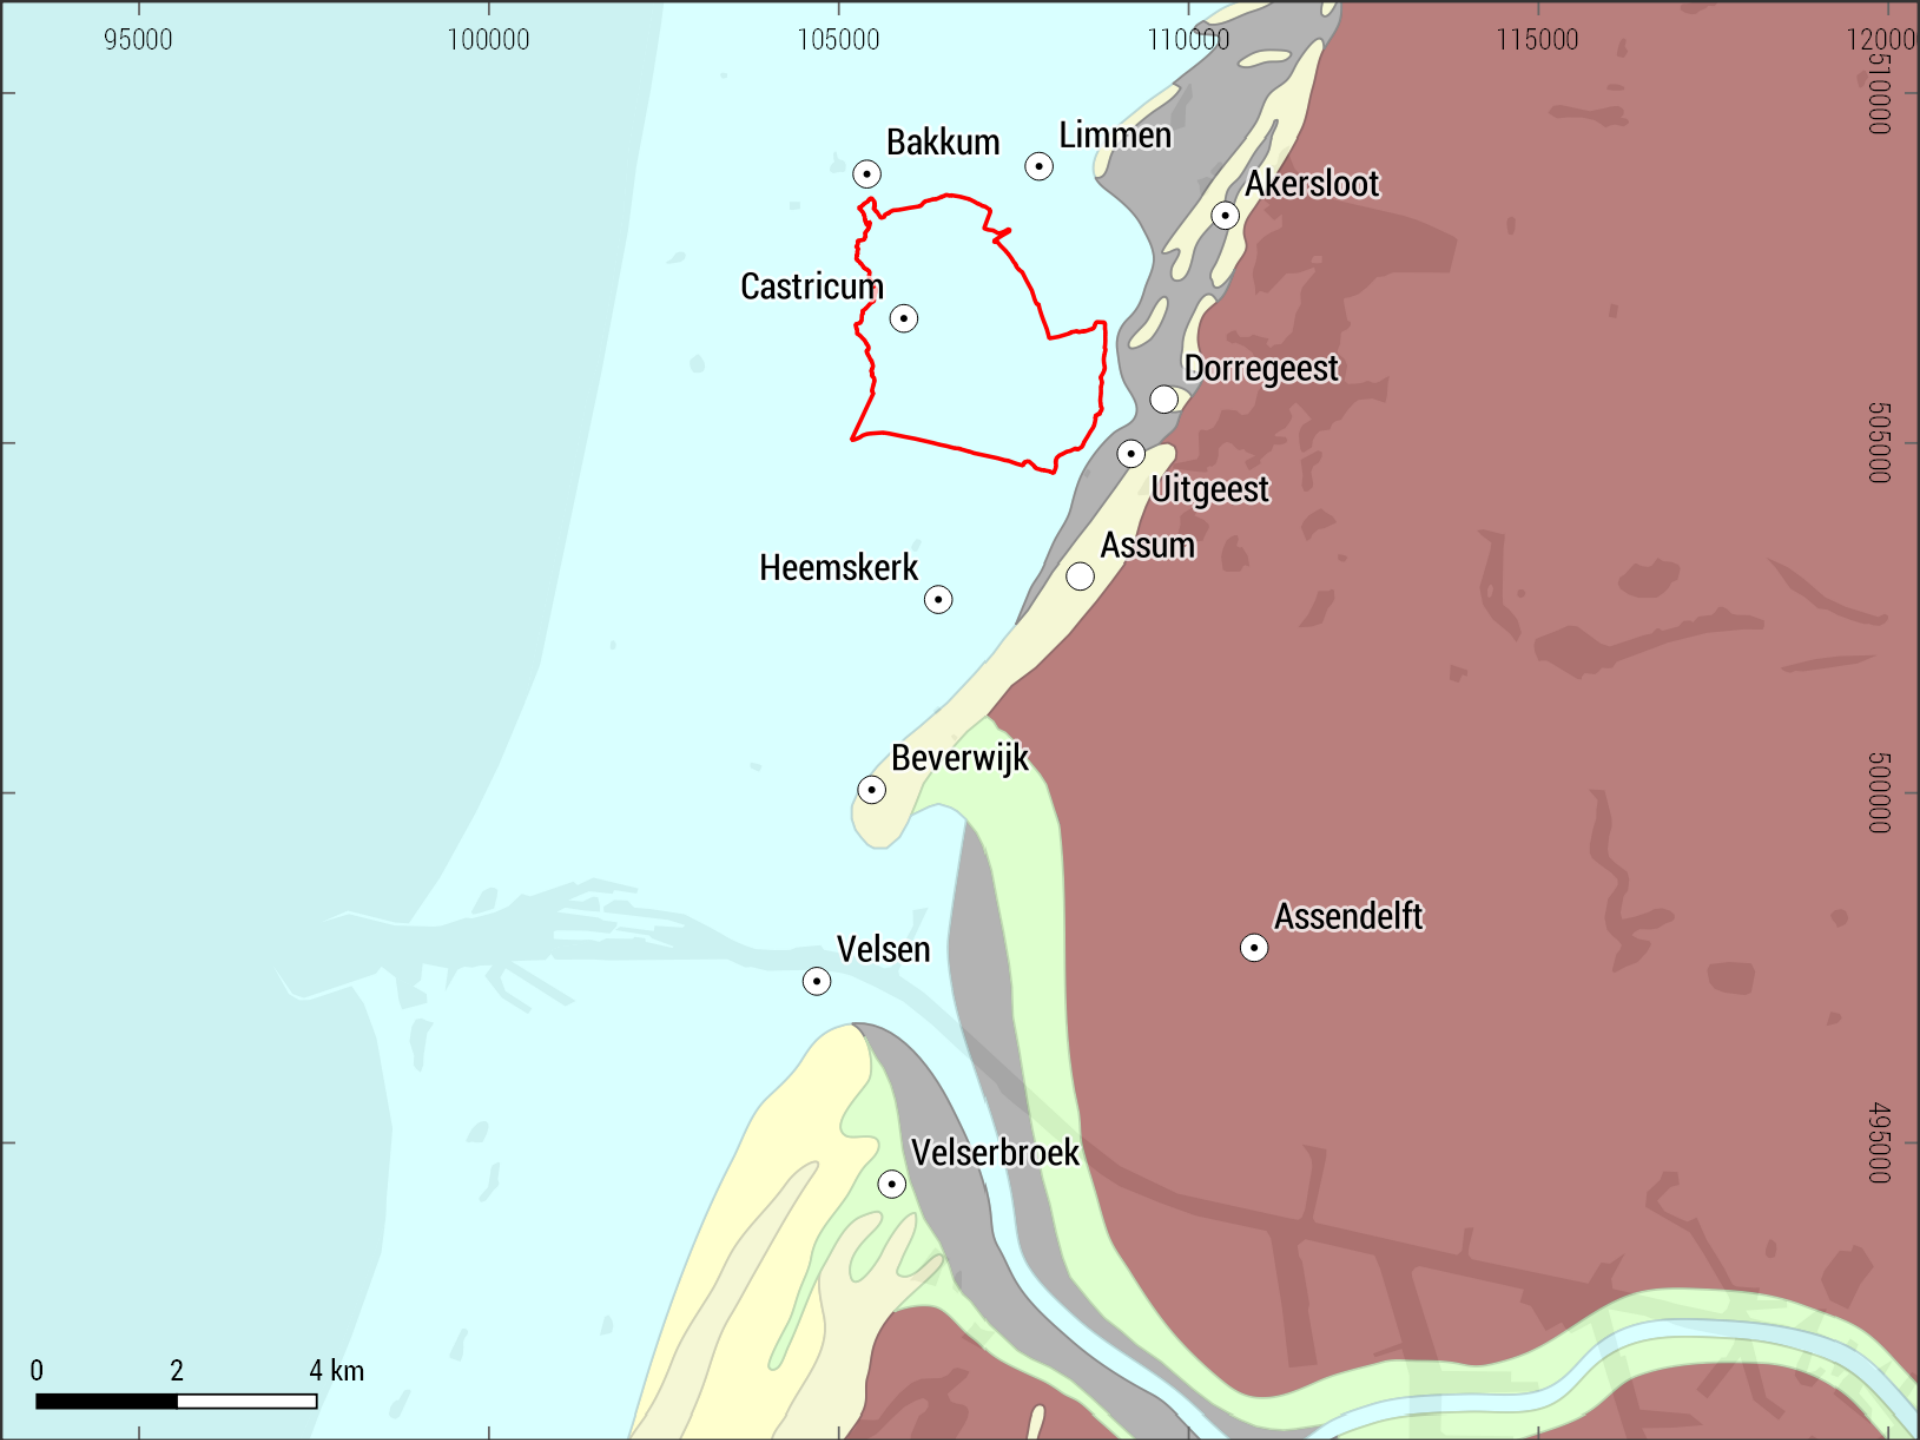 95000
100000
105000
110000
115000
12000
510000
Bakkum
Limmen
Akersloot
Castricum
Dorregeest
505000
Uitgeest
Assum
Heemskerk
Beverwijk
500000
Assendelft
Velsen
Velserbroek
495000
0 2 4 km